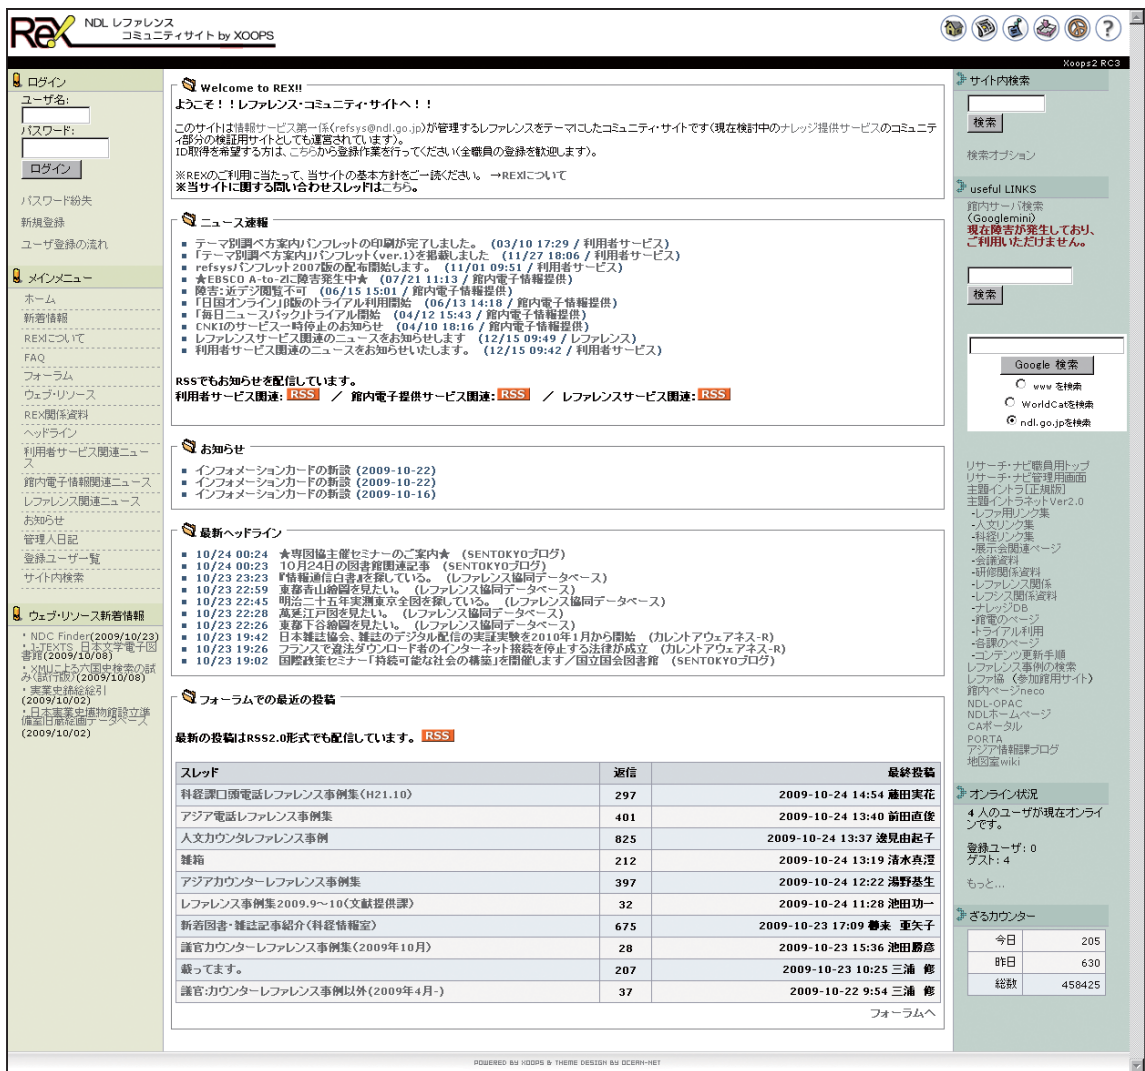 Rex NDL レファレンス
コミュニティサイト by XOOPS
?
Xoops2 RC3
ログイン
ユーザ名:
パスワード:
ログイン
パスワード紛失
新規登録
ユーザ登録の流れ
メインメニュー
ホーム
新着情報
REXについて
FAQ
フォーラム
ウェブ・リソース
REX関係資料
ヘッドライン
利用者サービス関連ニュー
ス
館内電子情報関連ニュース
レファレンス関連ニュース
お知らせ
管理人日記
登録ユーザ一覧
サイト内検索
ウェブ・リソース新着情報
・NDC Finder(2009/10/23)
・J-TEXTS 日本文学電子図
書館(2009/10/08)
・XMLによる六国史検索の試
み(試行版)(2009/10/08)
・実業史錦絵絵引
(2009/10/02)
・日本実業史博物館設立準
備室旧蔵絵画データベース
(2009/10/02)
Welcome to REX!!
ようこそ！！レファレンス・コミュニティ・サイトへ！！
このサイトは情報サービス第一係(refsys@ndl.go.jp)が管理するレファレンスをテーマにしたコミュニティ・サイトです(現在検討中のナレッジ提供サービスのコミュニテ
ィ部分の検証用サイトとしても運営されています)。
ID取得を希望する方は、こちらから登録作業を行ってください(全職員の登録を歓迎します)。
※REXのご利用に当たって、当サイトの基本方針をご一読ください。 →REXについて
※当サイトに関する問い合わせスレッドはこちら。
ニュース速報
テーマ別調べ方案内パンフレットの印刷が完了しました。 (03/10 17:29 / 利用者サービス)
「テーマ別調べ方案内」パンフレット(ver.1)を掲載しました (11/27 18:06 / 利用者サービス)
refsysパンフレット2007版の配布開始します。 (11/01 09:51 / 利用者サービス)
★EBSCO A-to-Zに障害発生中★ (07/21 11:13 / 館内電子情報提供)
障害:近デジ閲覧不可 (06/15 15:01 / 館内電子情報提供)
「日国オンライン」β版のトライアル利用開始 (06/13 14:18 / 館内電子情報提供)
「毎日ニュースパック」トライアル開始 (04/12 15:43 / 館内電子情報提供)
CNKIのサービス一時停止のお知らせ (04/10 18:16 / 館内電子情報提供)
レファレンスサービス関連のニュースをお知らせします (12/15 09:49 / レファレンス)
利用者サービス関連のニュースをお知らせいたします。 (12/15 09:42 / 利用者サービス)
RSSでもお知らせを配信しています。
利用者サービス関連: RSS ／ 館内電子提供サービス関連: RSS ／ レファレンスサービス関連: RSS
お知らせ
インフォメーションカードの新設 (2009-10-22)
インフォメーションカードの新設 (2009-10-22)
インフォメーションカードの新設 (2009-10-16)
最新ヘッドライン
10/24 00:24 ★専図協主催セミナーのご案内★ (SENTOKYOブログ)
10/24 00:23 10月24日の図書館関連記事 (SENTOKYOブログ)
10/23 23:23 『情報通信白書』を探している。 (レファレンス協同データベース)
10/23 22:59 東都青山絵図を見たい。 (レファレンス協同データベース)
10/23 22:45 明治二十五年実測東京全図を探している。 (レファレンス協同データベース)
10/23 22:28 萬延江戸図を見たい。 (レファレンス協同データベース)
10/23 22:26 東都下谷絵図を見たい。 (レファレンス協同データベース)
10/23 19:42 日本雑誌協会、雑誌のデジタル配信の実証実験を2010年1月から開始 (カレントアウェアネス-R)
10/23 19:26 フランスで違法ダウンロード者のインターネット接続を停止する法律が成立 (カレントアウェアネス-R)
10/23 19:02 国際政策セミナー「持続可能な社会の構築」を開催します／国立国会図書館 (SENTOKYOブログ)
フォーラムでの最近の投稿
最新の投稿はRSS2.0形式でも配信しています。 RSS
スレッド 返信 最終投稿
科経課口頭電話レファレンス事例集(H21.10) 297 2009-10-24 14:54 藤田実花
アジア電話レファレンス事例集 401 2009-10-24 13:40 前田直俊
人文カウンタレファレンス事例 825 2009-10-24 13:37 逸見由起子
雑箱 212 2009-10-24 13:19 清水真澄
アジアカウンターレファレンス事例集 397 2009-10-24 12:22 湯野基生
レファレンス事例集2009.9～10(文献提供課) 32 2009-10-24 11:28 池田功一
新着図書・雑誌記事紹介(科経情報室) 675 2009-10-23 17:09 亜矢子
議官カウンターレファレンス事例集(2009年10月) 28 2009-10-23 15:36 池田勝彦
載ってます。 207 2009-10-23 10:25 三浦 修
議官:カウンターレファレンス事例以外(2009年4月-) 37 2009-10-22 9:54 三浦 修
フォーラムへ
サイト内検索
検索
検索オプション
useful LINKS
館内サーバ検索
(Googlemini)
現在障害が発生しており、
ご利用いただけません。
検索
Google 検索
www を検索
WorldCatを検索
ndl.go.jpを検索
リサーチ・ナビ職員用トップ
リサーチ・ナビ管理用画面
主題イントラ[正規版]
主題イントラネットVer2.0
-レファ用リンク集
-人文リンク集
-科経リンク集
-展示会関連ページ
-会議資料
-研修関係資料
-レファレンス関係
-レフシス関係資料
-ナレッジDB
-館電のページ
-トライアル利用
-各課のページ
-コンテンツ更新手順
レファレンス事例の検索
レファ協 (参加館用サイト)
館内ページneco
NDL-OPAC
NDLホームページ
CAポータル
PORTA
アジア情報課ブログ
地図室wiki
オンライン状況
4 人のユーザが現在オンライ
ンです。
登録ユーザ: 0
ゲスト: 4
もっと...
ざるカウンター
今日 205
昨日 630
総数 458425
POWERED BY XOOPS & THEME DESIGN BY OCEAN-NET